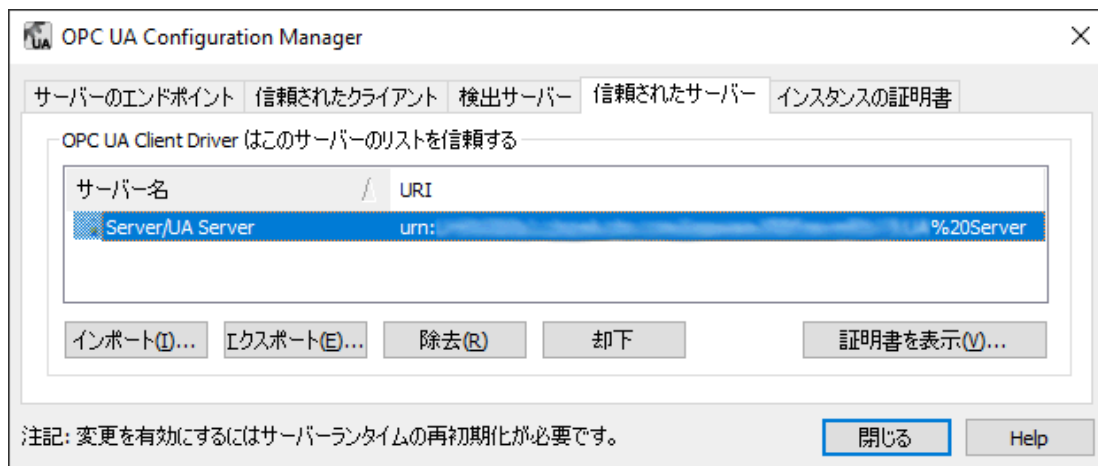 UA OPC UA Configuration Manager
サーバーのエンドポイント 信頼されたクライアント 検出サーバー 信頼されたサーバー インスタンスの証明書
OPC UA Client Driver はこのサーバーのリストを信頼する
サーバー名 URI
Server/UA Server urn: %20Server
インポート(I)... エクスポート(E)... 除去(R) 却下 証明書を表示(V)...
注記: 変更を有効にするにはサーバーランタイムの再初期化が必要です。 閉じる Help